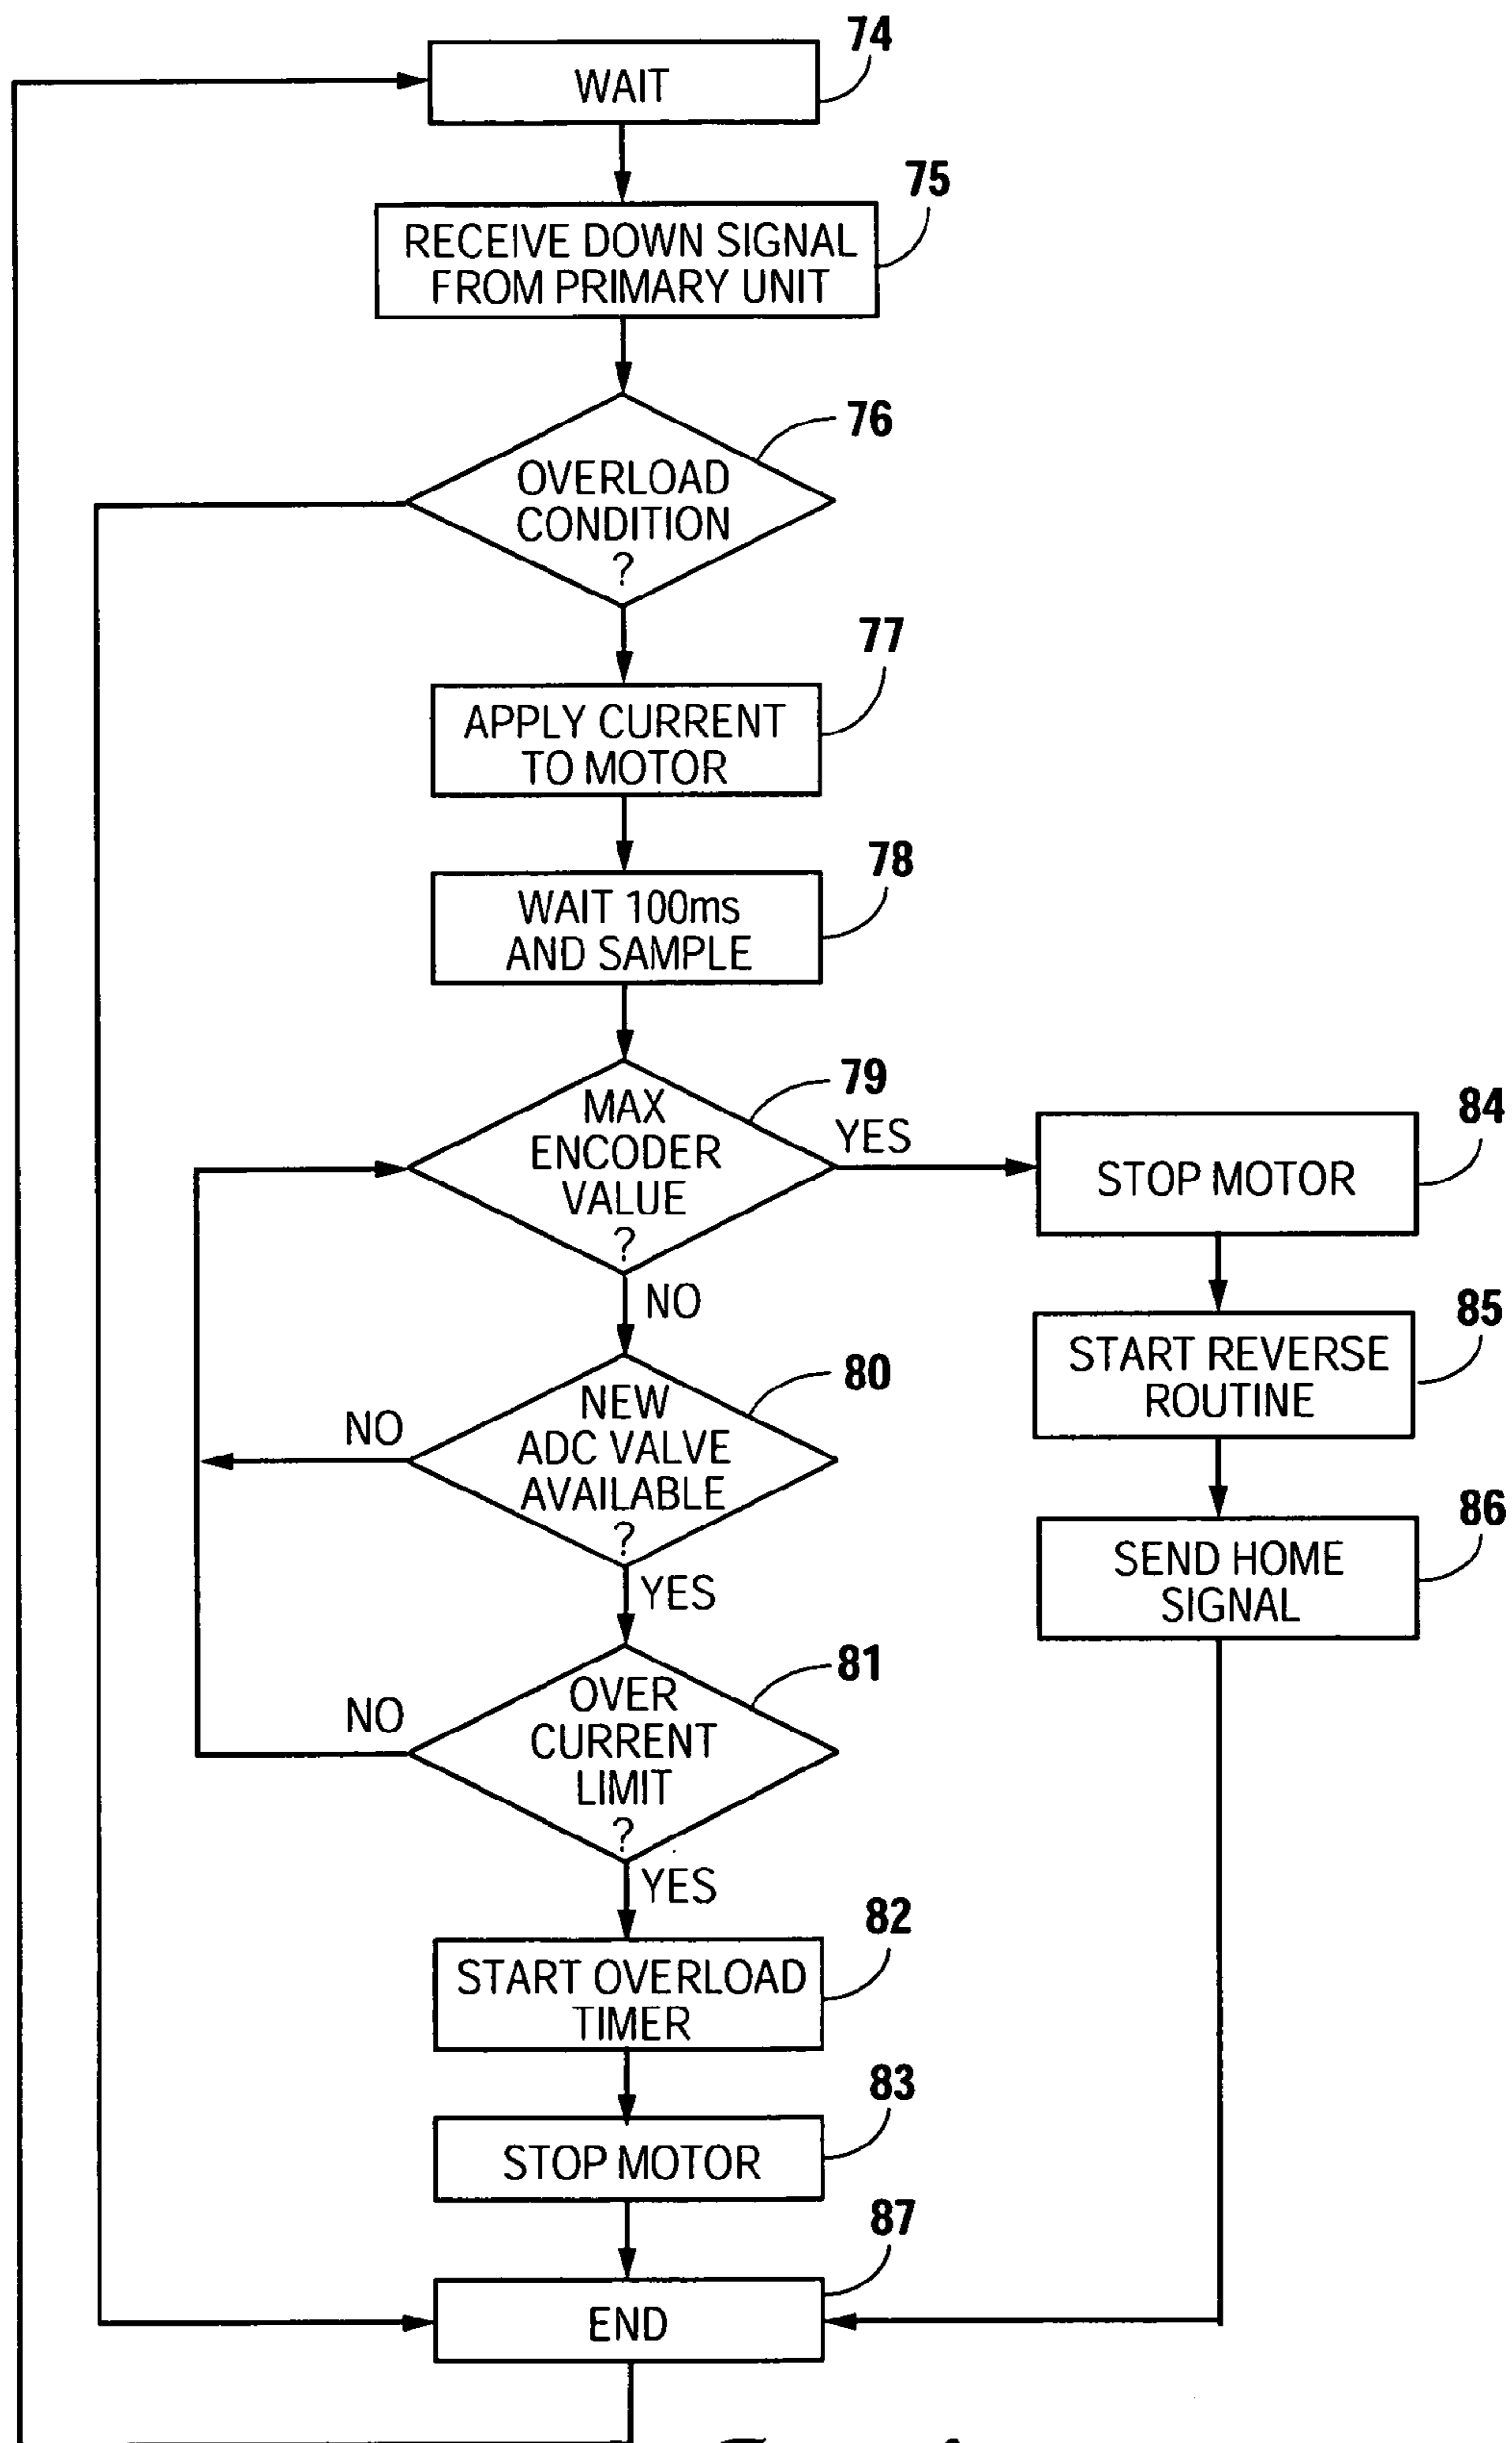 74
WAIT
75
RECEIVE DOWN SIGNAL
FROM PRIMARY UNIT
76
OVERLOAD
CONDITION
?
77
APPLY CURRENT
TO MOTOR
78
WAIT 100ms
AND SAMPLE
79
MAX
ENCODER
VALUE
?
YES
84
STOP MOTOR
NO
85
START REVERSE
ROUTINE
80
NEW
ADC VALVE
AVAILABLE
?
NO
YES
86
SEND HOME
SIGNAL
81
OVER
CURRENT
LIMIT
?
NO
YES
82
START OVERLOAD
TIMER
83
STOP MOTOR
87
END